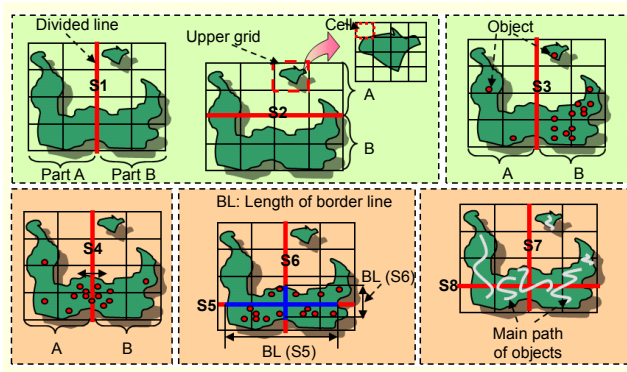 Divided line
S1
Part A
Part B
Upper grid
Cell
S2
A
B
Object
S3
A
B
S4
A
B
BL: Length of border line
S6
S5
BL (S6)
BL (S5)
S7
S8
Main path
of objects